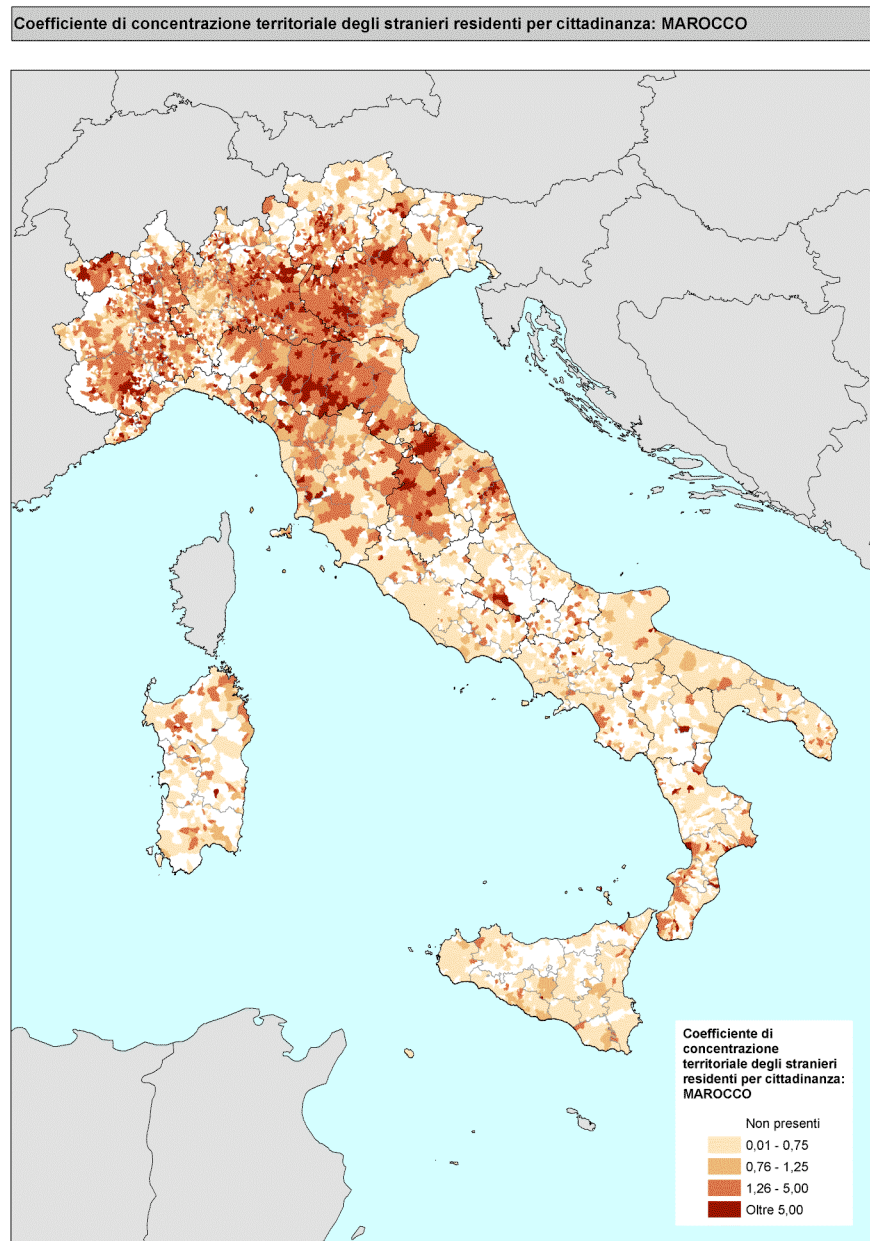 Coefficiente di concentrazione territoriale degli stranieri residenti per cittadinanza: MAROCCO
Coefficiente di
concentrazione
territoriale degli stranieri
residenti per cittadinanza:
MAROCCO
Non presenti
0,01 - 0,75
0,76 - 1,25
1,26 - 5,00
Oltre 5,00